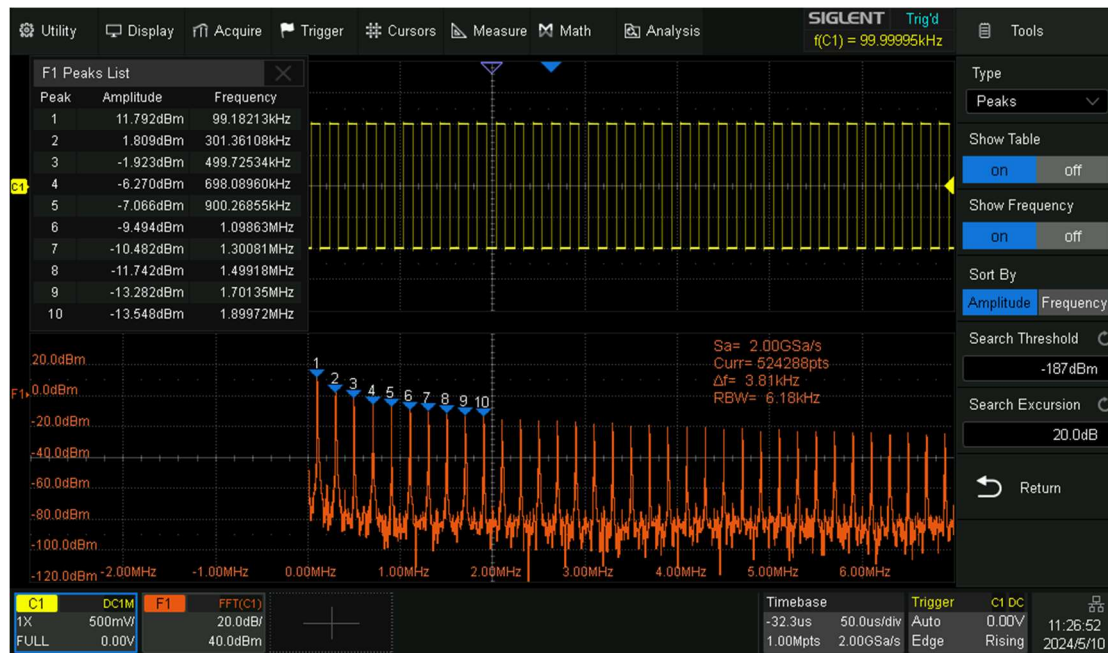 Utility Display Acquire Trigger Cursors Measure Math Analysis
SIGLENT Trig'd
f(C1) = 99.99995kHz
Tools
F1 Peaks List
Peak Amplitude Frequency
1 11.792dBm 99.18213kHz
2 1.809dBm 301.36108kHz
3 -1.923dBm 499.72534kHz
4 -6.270dBm 698.08960kHz
5 -7.066dBm 900.26855kHz
6 -9.494dBm 1.09863MHz
7 -10.482dBm 1.30081MHz
8 -11.742dBm 1.49918MHz
9 -13.282dBm 1.70135MHz
10 -13.548dBm 1.89972MHz
C1
Type
Peaks
Show Table
on off
Show Frequency
on off
Sort By
Amplitude Frequency
Search Threshold
-187dBm
Search Excursion
20.0dB
Return
Sa= 2.00GSa/s
Curr= 524288pts
Δf= 3.81kHz
RBW= 6.18kHz
1 2 3 4 5 6 7 8 9 10
20.0dBm
F1 0.0dBm
-20.0dBm
-40.0dBm
-60.0dBm
-80.0dBm
-100.0dBm
-120.0dBm -2.00MHz -1.00MHz 0.00MHz 1.00MHz 2.00MHz 3.00MHz 4.00MHz 5.00MHz 6.00MHz
C1 DC1M
1X 500mV/
FULL 0.00V
F1 FFT(C1)
20.0dB/
40.0dBm
Timebase
-32.3us 50.0us/div
1.00Mpts 2.00GSa/s
Trigger C1 DC
Auto 0.00V
Edge Rising
11:26:52
2024/5/10